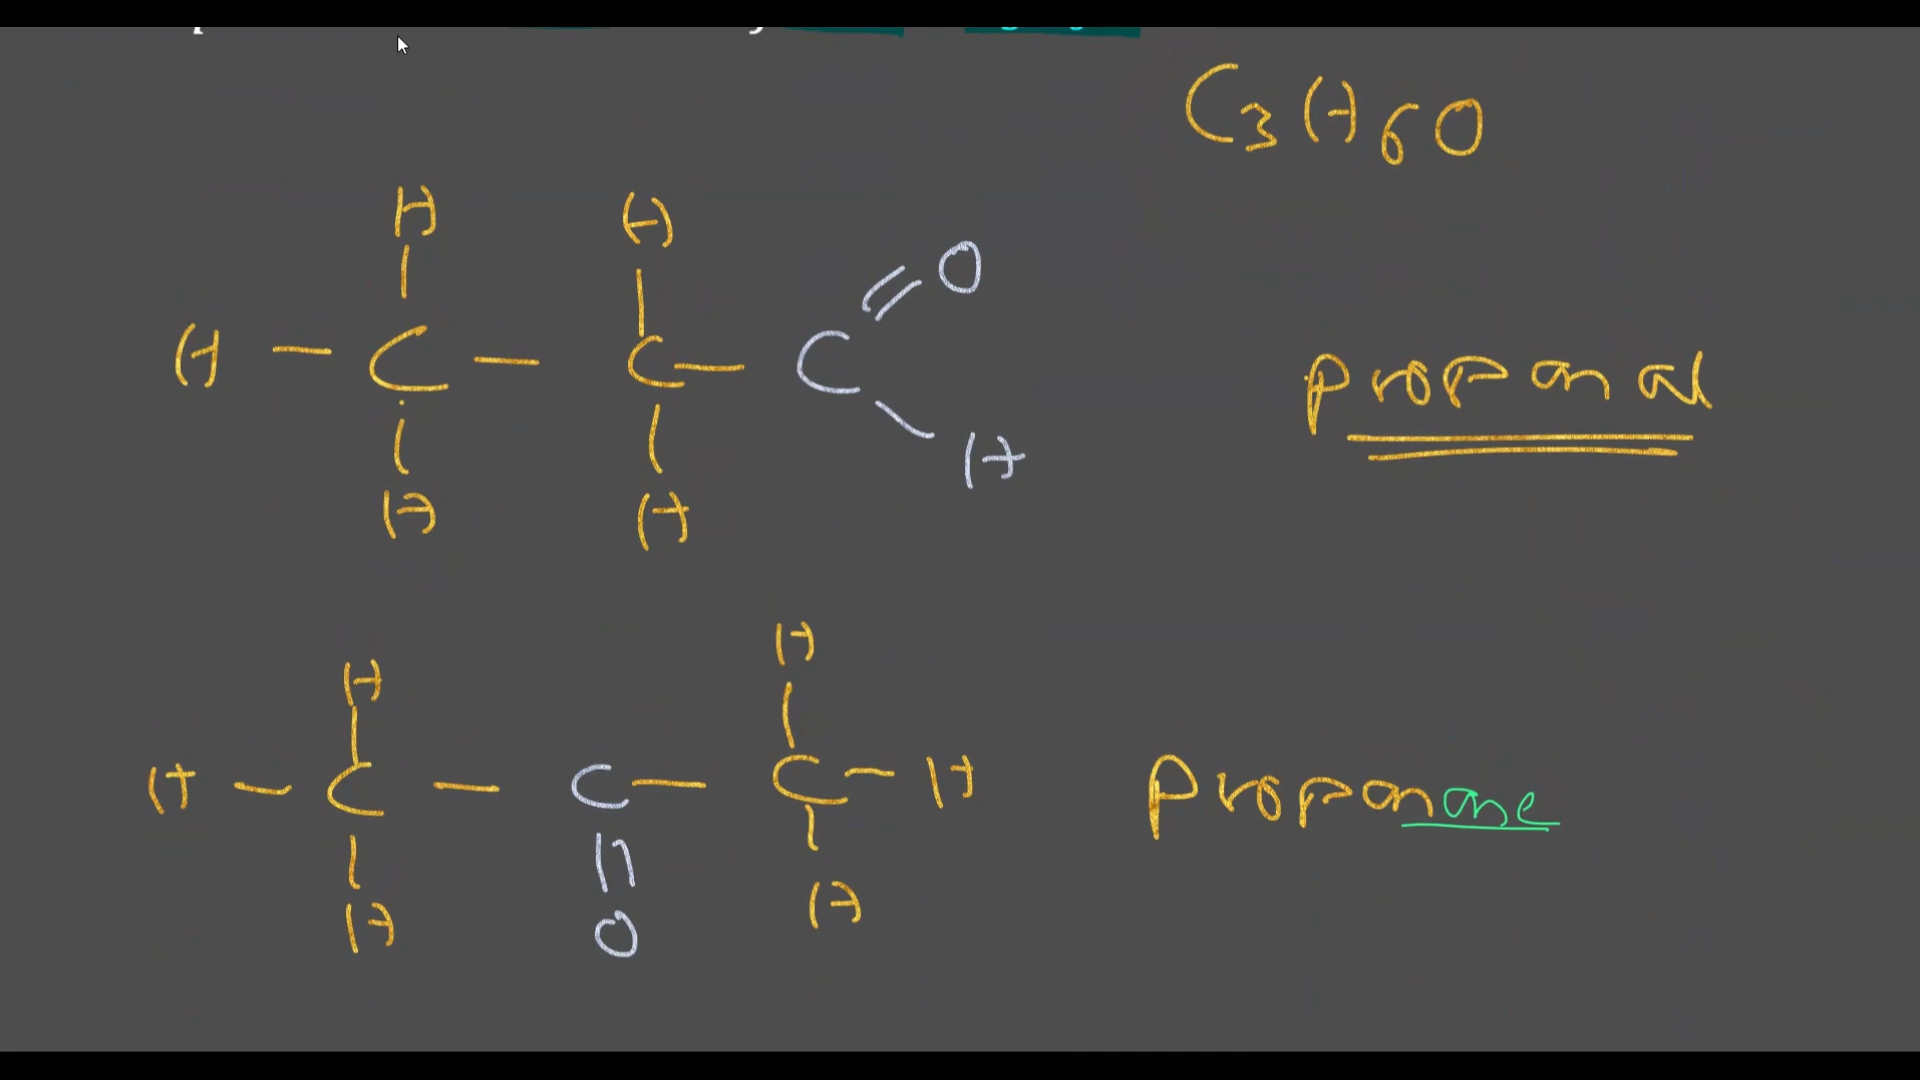 C3H6O
H H O
H - C - C - C
H
H H
propanal
H H
H - C - C - C - H
H O H
Propanone